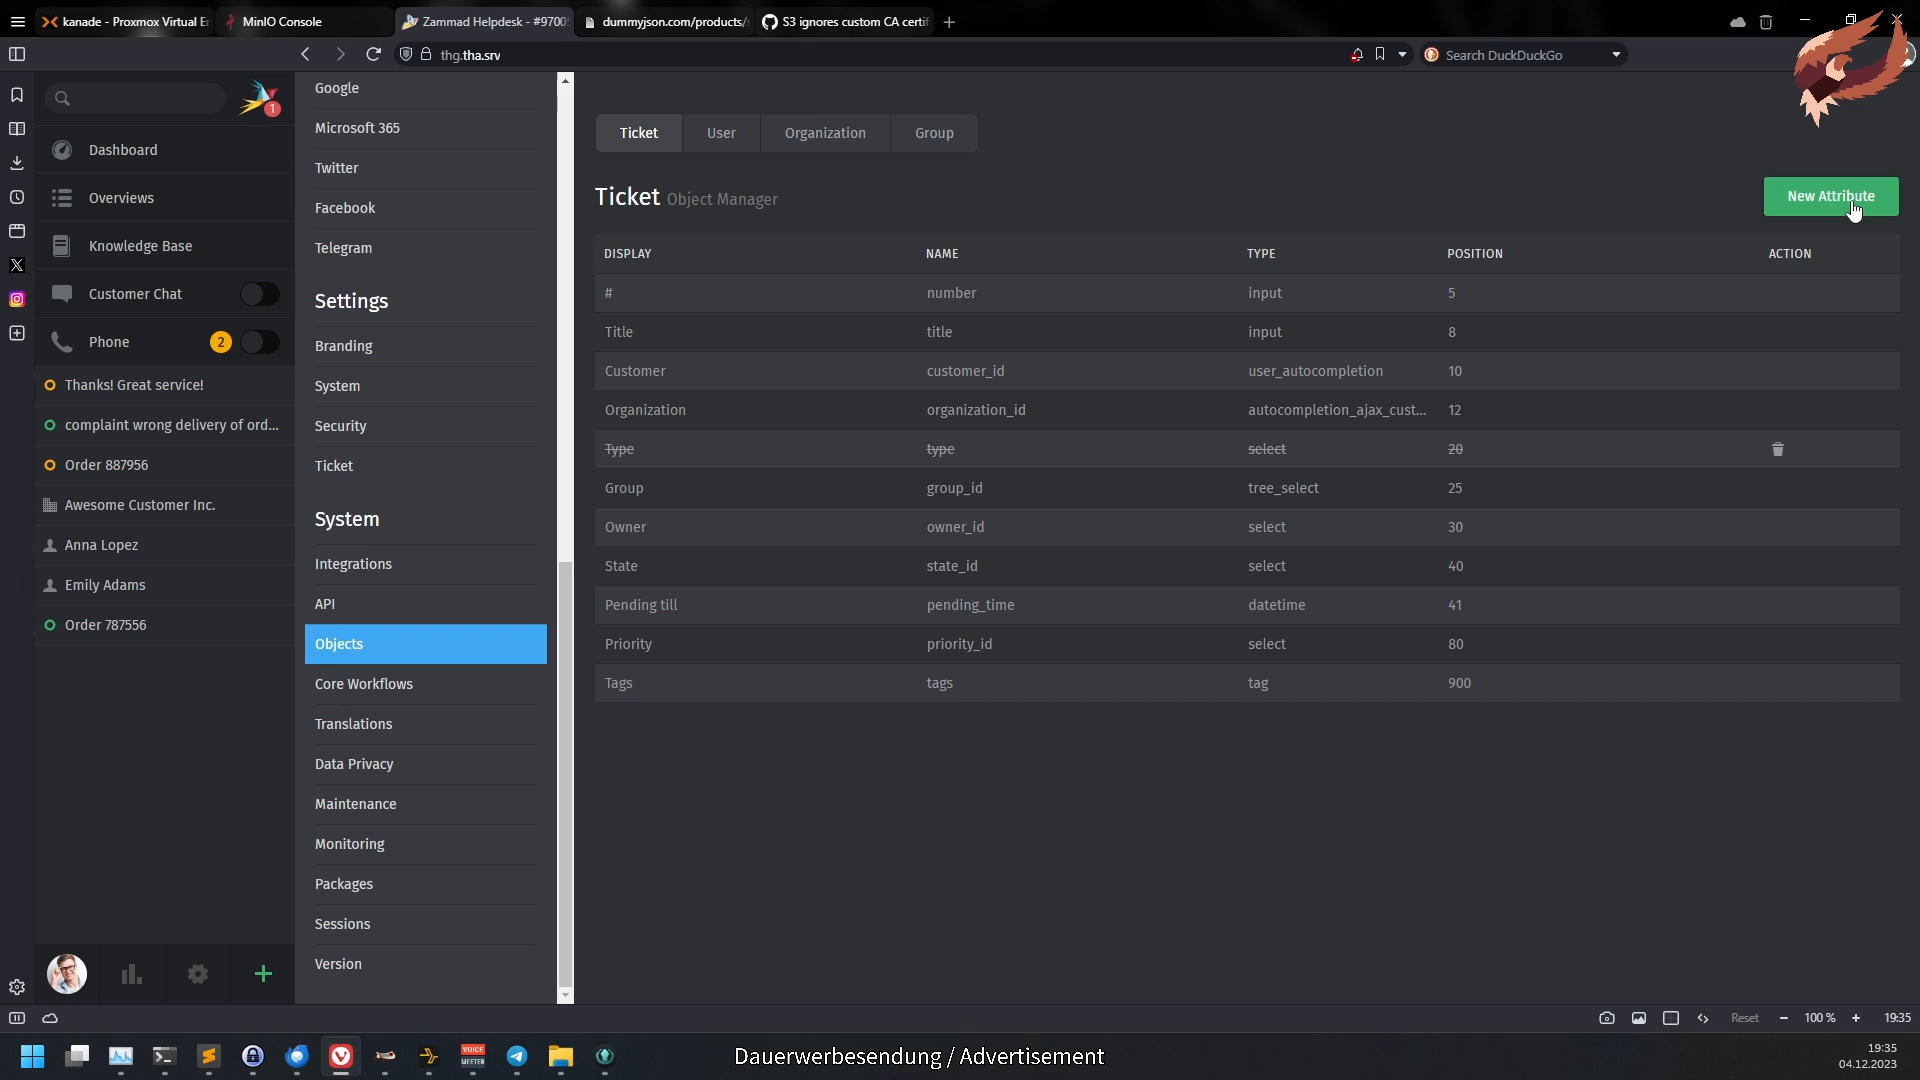 kanade - Proxmox Virtual Er
MinIO Console
Zammad Helpdesk - #9700
dummyjson.com/products/
S3 ignores custom CA certif
thg.tha.srv
Search DuckDuckGo
1
Dashboard
Overviews
Knowledge Base
Customer Chat
Phone
2
Thanks! Great service!
complaint wrong delivery of ord...
Order 887956
Awesome Customer Inc.
Anna Lopez
Emily Adams
Order 787556
Google
Microsoft 365
Twitter
Facebook
Telegram
Settings
Branding
System
Security
Ticket
System
Integrations
API
Objects
Core Workflows
Translations
Data Privacy
Maintenance
Monitoring
Packages
Sessions
Version
Ticket User Organization Group
Ticket Object Manager
New Attribute
DISPLAY NAME TYPE POSITION ACTION
# number input 5
Title title input 8
Customer customer_id user_autocompletion 10
Organization organization_id autocompletion_ajax_cust... 12
Type type select 20
Group group_id tree_select 25
Owner owner_id select 30
State state_id select 40
Pending till pending_time datetime 41
Priority priority_id select 80
Tags tags tag 900
Reset
100 %
19:35
VOICE
MEETER
Dauerwerbesendung / Advertisement
19:35
04.12.2023